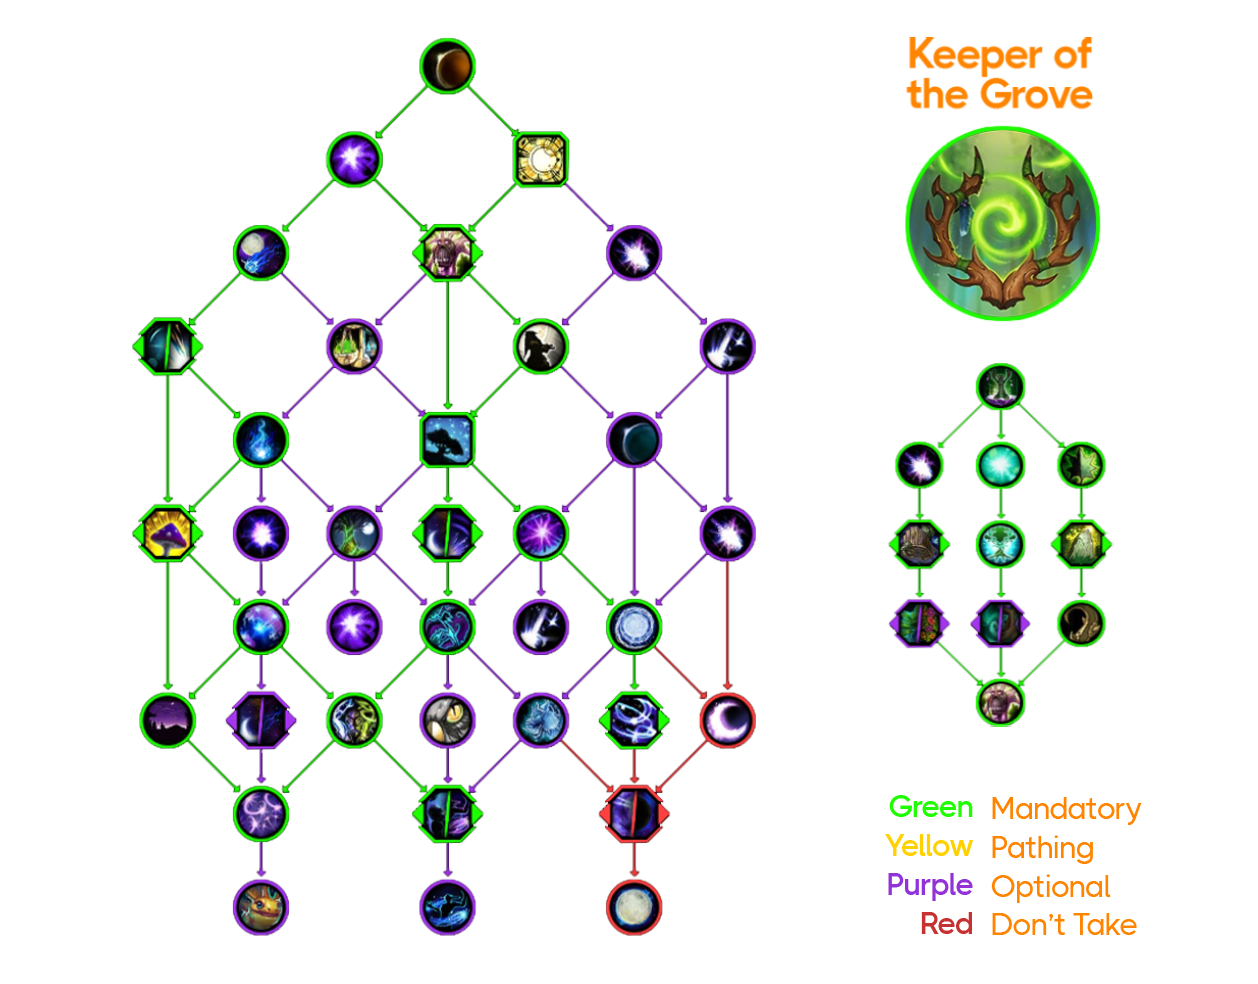 Keeper of
the Grove
Green Mandatory
Yellow Pathing
Purple Optional
Red Don't Take